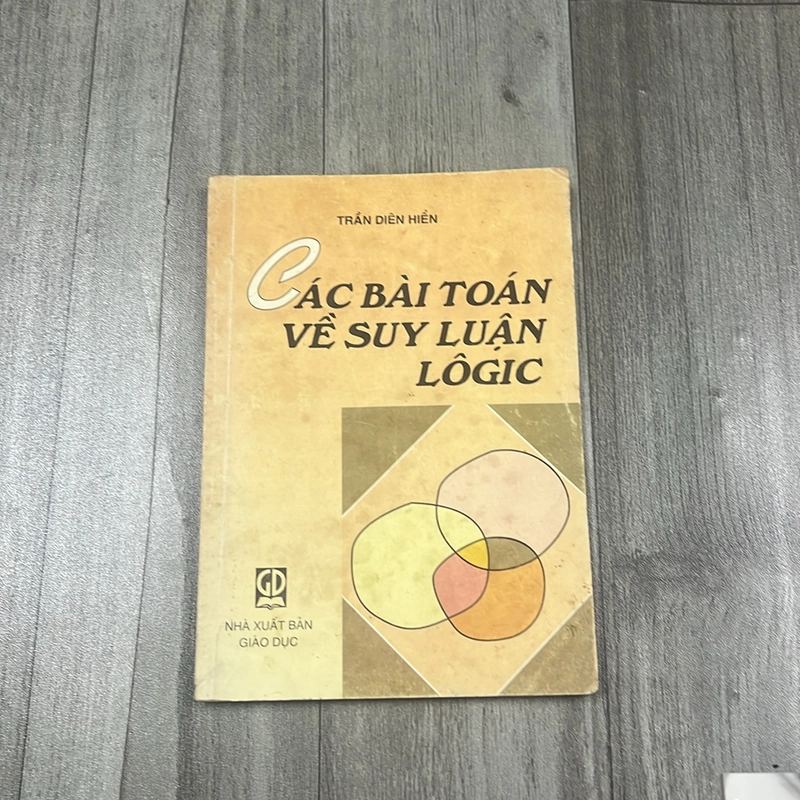 TRẦN DIÊN HIỂN
CÁC BÀI TOÁN
VỀ SUY LUẬN
LÔGIC
GD
NHÀ XUẤT BẢN
GIÁO DỤC